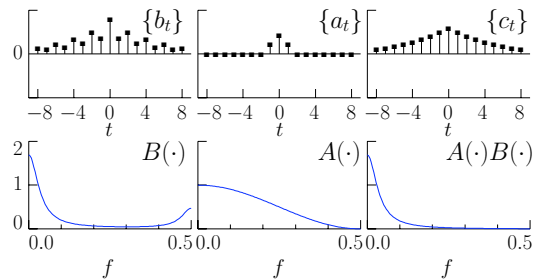 {b_t} {a_t} {c_t}
0
−8 −4 0 4 8 −8 −4 0 4 8 −8 −4 0 4 8
t t t
2 B(·) A(·) A(·)B(·)
1
0
0.0 0.5 0.0 0.5 0.0 0.5
f f f